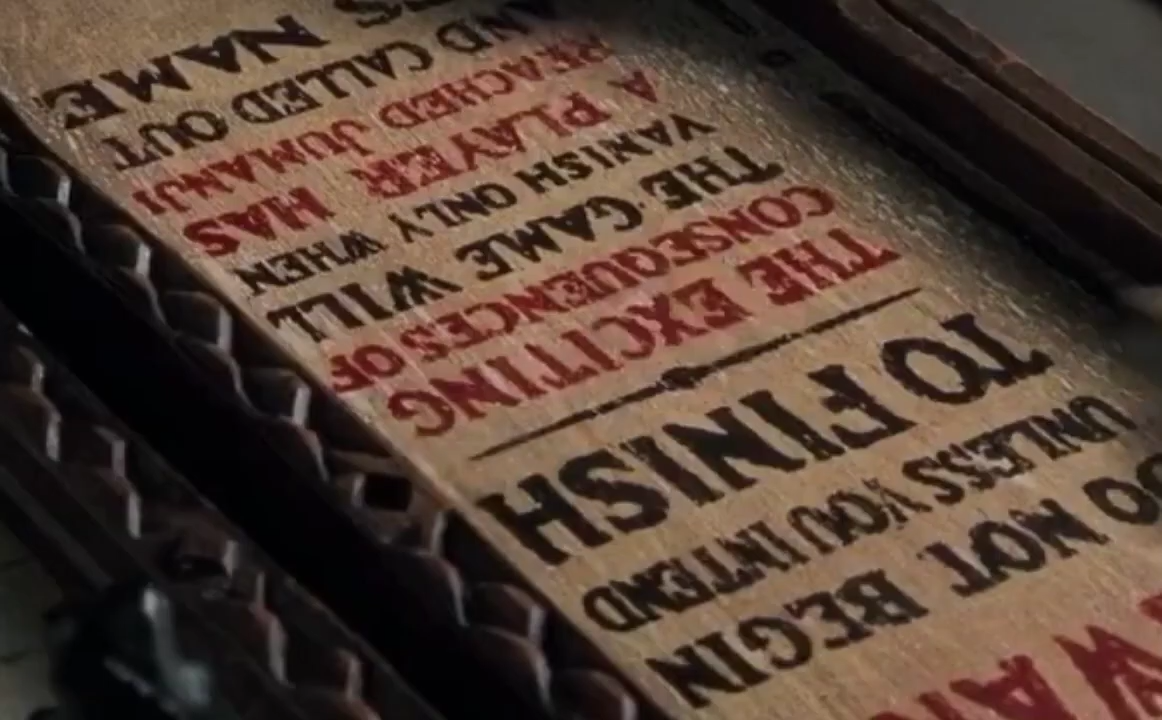 DO NOT BEGIN
UNLESS YOU INTEND
TO FINISH
THE EXCITING
CONSEQUENCES OF
THE GAME WILL
VANISH ONLY WHEN
A PLAYER HAS
REACHED JUMANJI
AND CALLED OUT
NAME